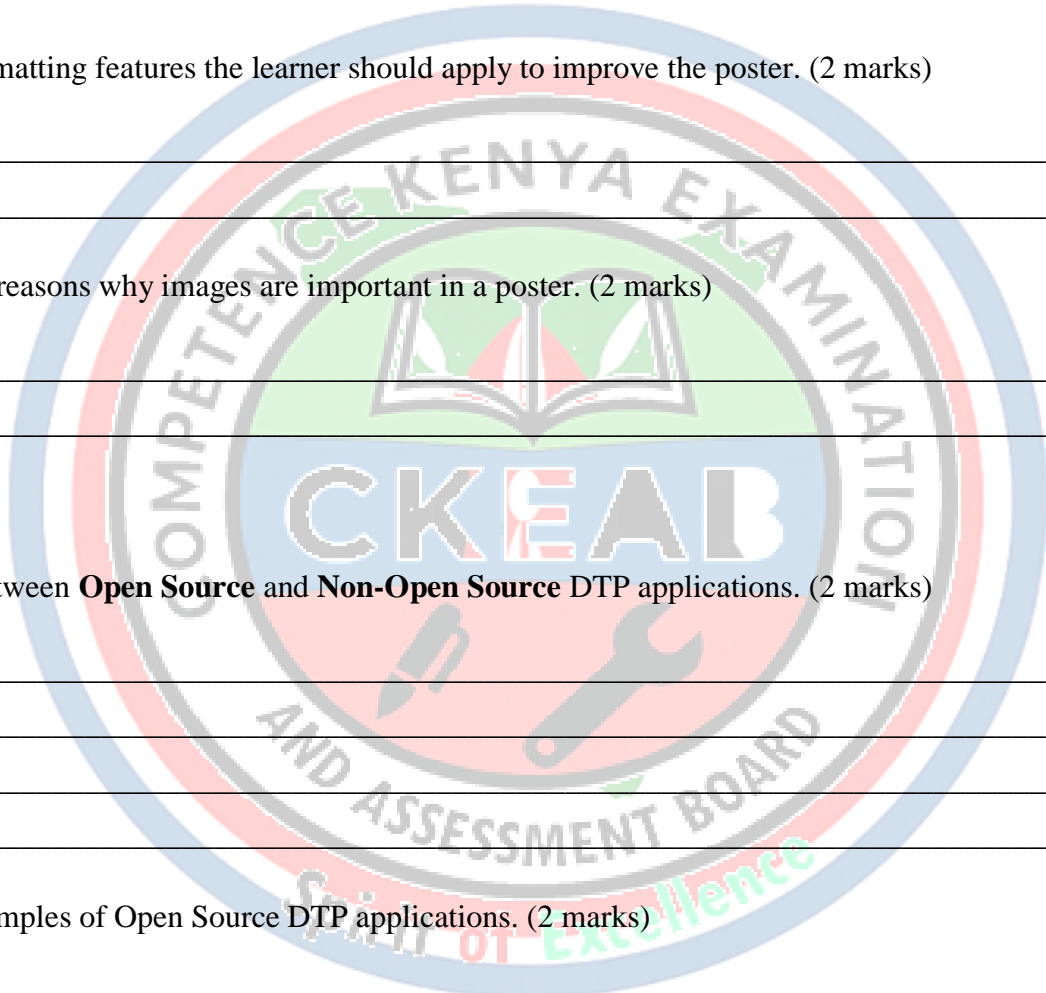 matting features the learner should apply to improve the poster. (2 marks)
COMPETENCE KENYA EXAMINATION
reasons why images are important in a poster. (2 marks)
CKEAB
tween Open Source and Non-Open Source DTP applications. (2 marks)
AND ASSESSMENT BOARD
Spirit of Excellence
mples of Open Source DTP applications. (2 marks)